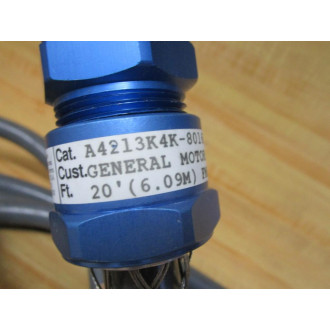 Cat. A4213K4K-801
Cust. GENERAL MOTOR
Ft. 20'(6.09M)